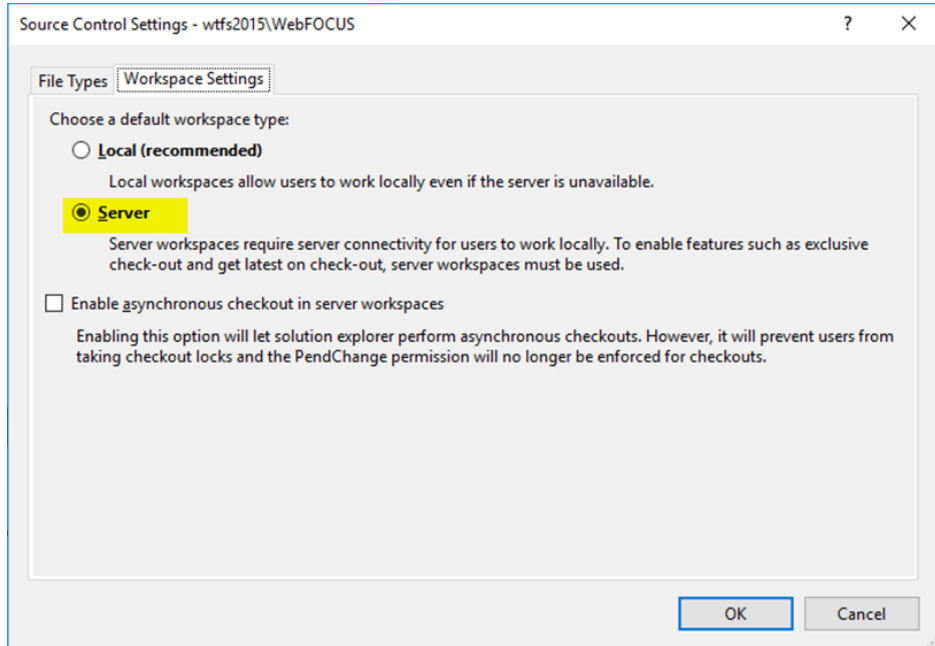 Source Control Settings - wtfs2015\WebFOCUS
File Types
Workspace Settings
Choose a default workspace type:
Local (recommended)
Local workspaces allow users to work locally even if the server is unavailable.
Server
Server workspaces require server connectivity for users to work locally. To enable features such as exclusive
check-out and get latest on check-out, server workspaces must be used.
Enable asynchronous checkout in server workspaces
Enabling this option will let solution explorer perform asynchronous checkouts. However, it will prevent users from
taking checkout locks and the PendChange permission will no longer be enforced for checkouts.
OK
Cancel